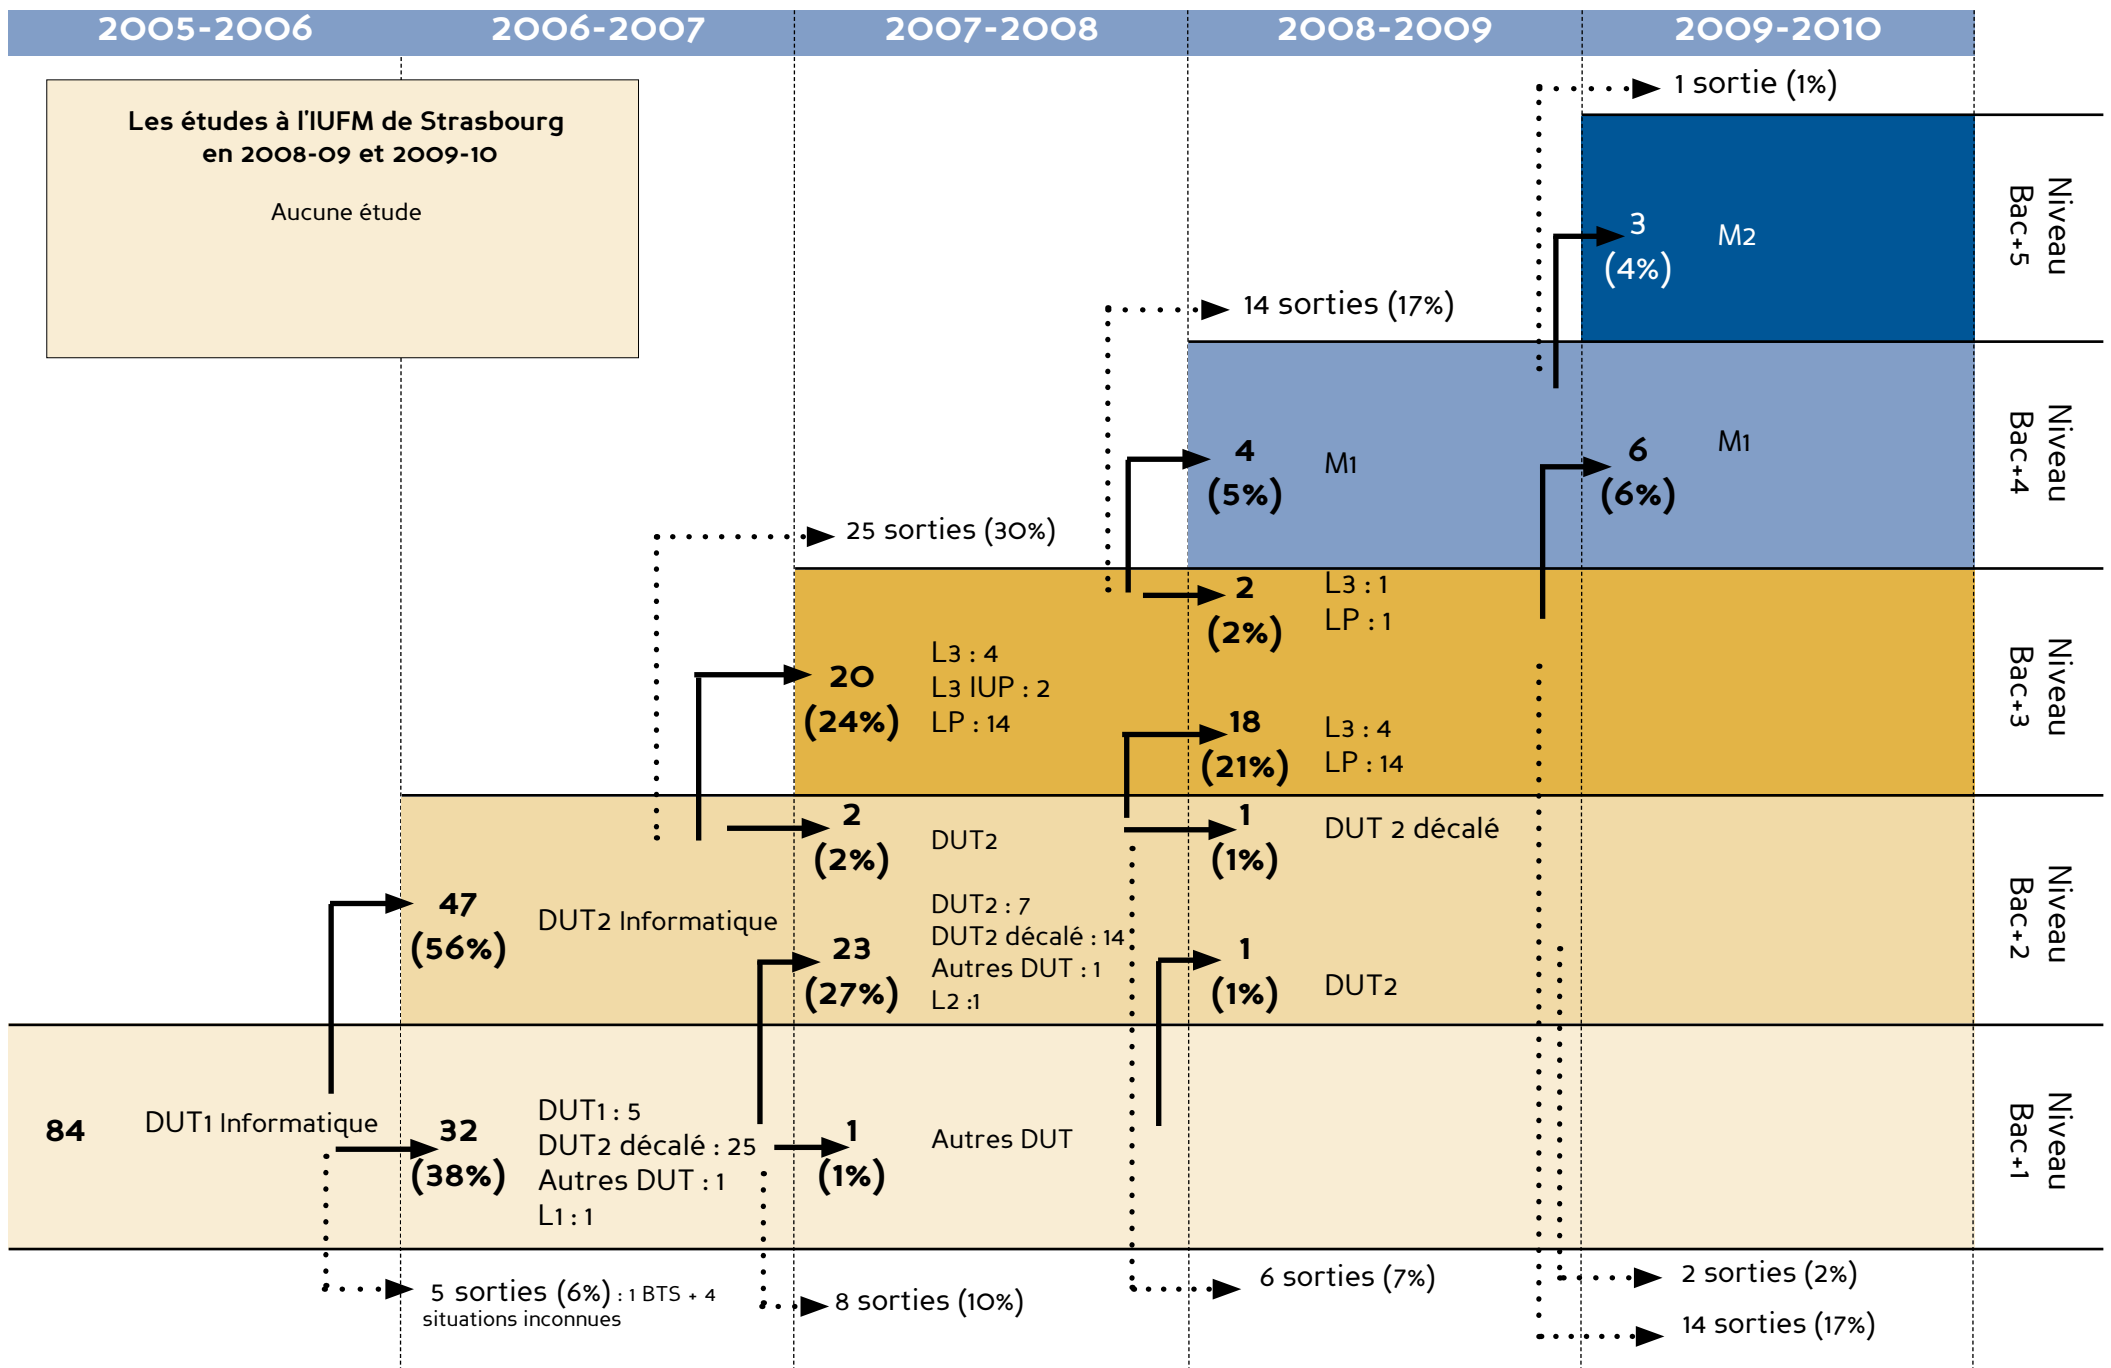 2005-2006
2006-2007
2007-2008
2008-2009
2009-2010
Les études à l'IUFM de Strasbourg
en 2008-09 et 2009-10
Aucune étude
1 sortie (1%)
3
(4%)
M2
Niveau
Bac+5
14 sorties (17%)
4
(5%)
M1
6
(6%)
M1
Niveau
Bac+4
25 sorties (30%)
20
(24%)
L3 : 4
L3 IUP : 2
LP : 14
2
(2%)
L3 : 1
LP : 1
18
(21%)
L3 : 4
LP : 14
Niveau
Bac+3
47
(56%)
DUT2 Informatique
2
(2%)
DUT2
23
(27%)
DUT2 : 7
DUT2 décalé : 14
Autres DUT : 1
L2 :1
1
(1%)
DUT 2 décalé
1
(1%)
DUT2
Niveau
Bac+2
84
DUT1 Informatique
32
(38%)
DUT1 : 5
DUT2 décalé : 25
Autres DUT : 1
L1 : 1
1
(1%)
Autres DUT
Niveau
Bac+1
5 sorties (6%) : 1 BTS + 4
situations inconnues
8 sorties (10%)
6 sorties (7%)
2 sorties (2%)
14 sorties (17%)